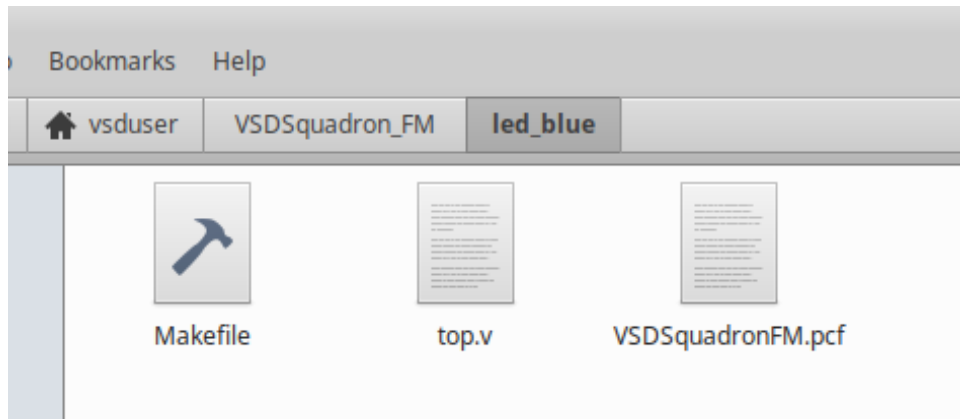 Bookmarks Help
vsduser VSDSquadron_FM led_blue
Makefile top.v VSDSquadronFM.pcf